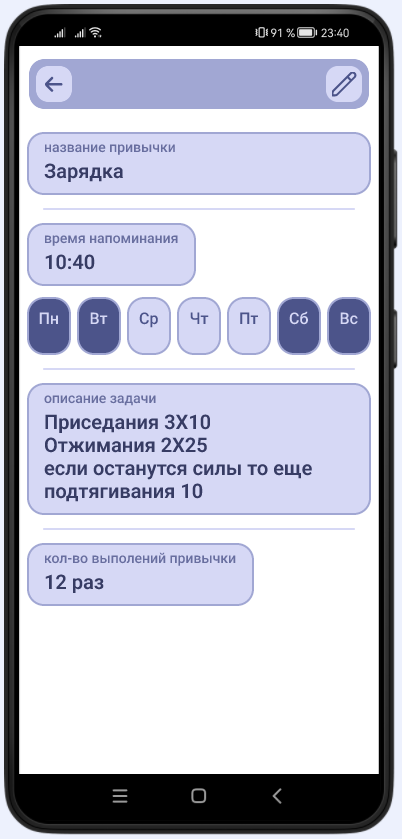 91 % 23:40
название привычки
Зарядка
время напоминания
10:40
Пн Вт Ср Чт Пт Сб Вс
описание задачи
Приседания 3X10
Отжимания 2X25
если останутся силы то еще
подтягивания 10
кол-во выполений привычки
12 раз